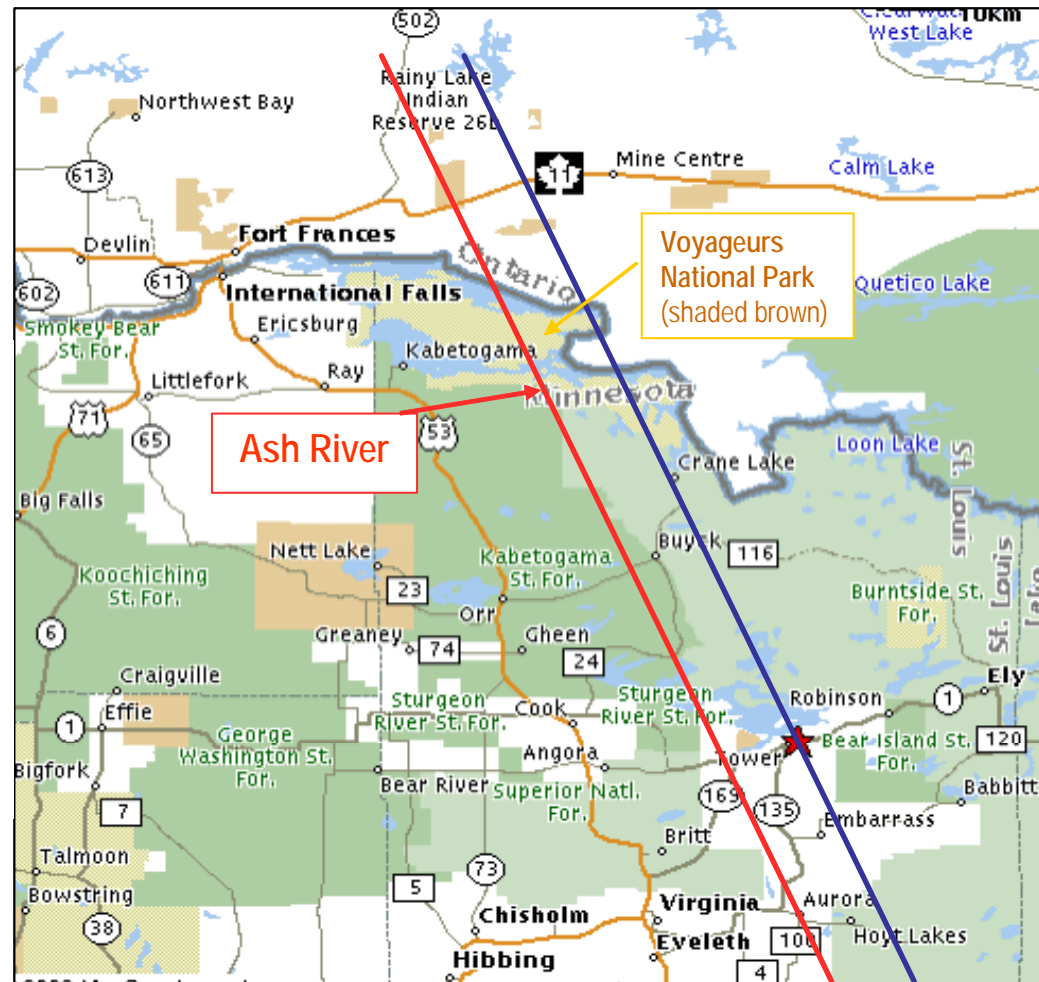 502
10km
West Lake
Rainy Lake
Indian
Reserve 26
Northwest Bay
11
Mine Centre
Calm Lake
613
Fort Frances
Devlin
Ontario
Voyageurs
National Park
(shaded brown)
602
611
International Falls
Quetico Lake
Smokey Bear
St. For.
Ericsburg
Kabetogama
Ray
Littlefork
Minnesota
71
65
Ash River
53
Loon Lake
St. Louis
Crane Lake
Big Falls
Nett Lake
Kabetogama
St. For.
Buyck
116
St. Louis
Koochiching
St. For.
23
Orr
Burntside St.
For.
6
Greaney
74
Gheen
24
Craigville
Ely
Robinson
1
Effie
1
Sturgeon
River St. For.
Cook
Sturgeon
River St. For.
George
Washington St.
For.
Angora
Tower
Bear Island St.
For.
120
Bigfork
Bear River
Superior Natl.
For.
169
135
Babbitt
7
Embarrass
Britt
Talmoon
73
5
Bowstring
Virginia
Aurora
38
Chisholm
Eveleth
100
Hoyt Lakes
Hibbing
4